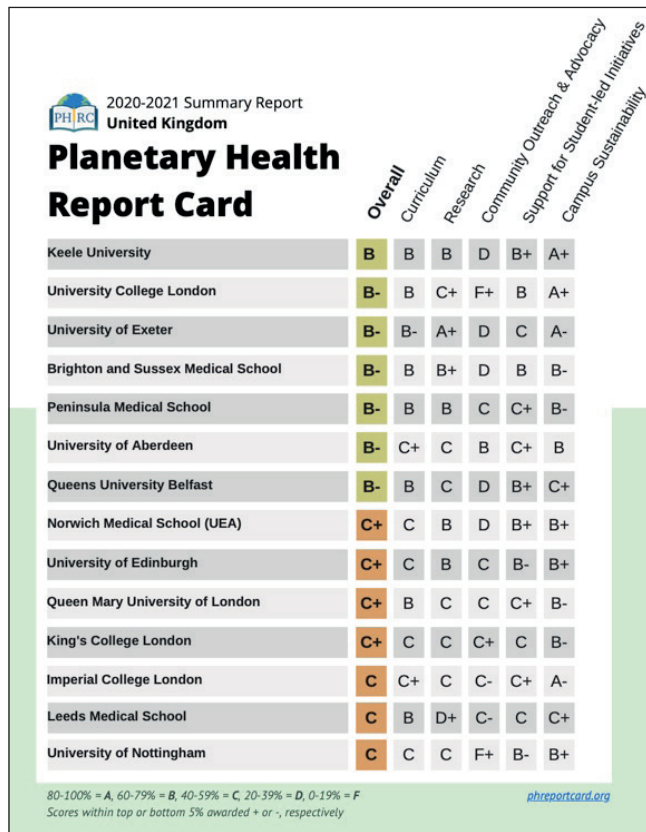 PH RC
2020-2021 Summary Report
United Kingdom
Planetary Health
Report Card
Overall
Curriculum
Research
Community Outreach & Advocacy
Support for Student-led Initiatives
Campus Sustainability
Keele University B B B D B+ A+
University College London B- B C+ F+ B A+
University of Exeter B- B- A+ D C A-
Brighton and Sussex Medical School B- B B+ D B B-
Peninsula Medical School B- B B C C+ B-
University of Aberdeen B- C+ C B C+ B
Queens University Belfast B- B C D B+ C+
Norwich Medical School (UEA) C+ C B D B+ B+
University of Edinburgh C+ C B C B- B+
Queen Mary University of London C+ B C C C+ B-
King's College London C+ C C C+ C B-
Imperial College London C C+ C C- C+ A-
Leeds Medical School C B D+ C- C C+
University of Nottingham C C C F+ B- B+
80-100% = A, 60-79% = B, 40-59% = C, 20-39% = D, 0-19% = F
phreportcard.org
Scores within top or bottom 5% awarded + or -, respectively